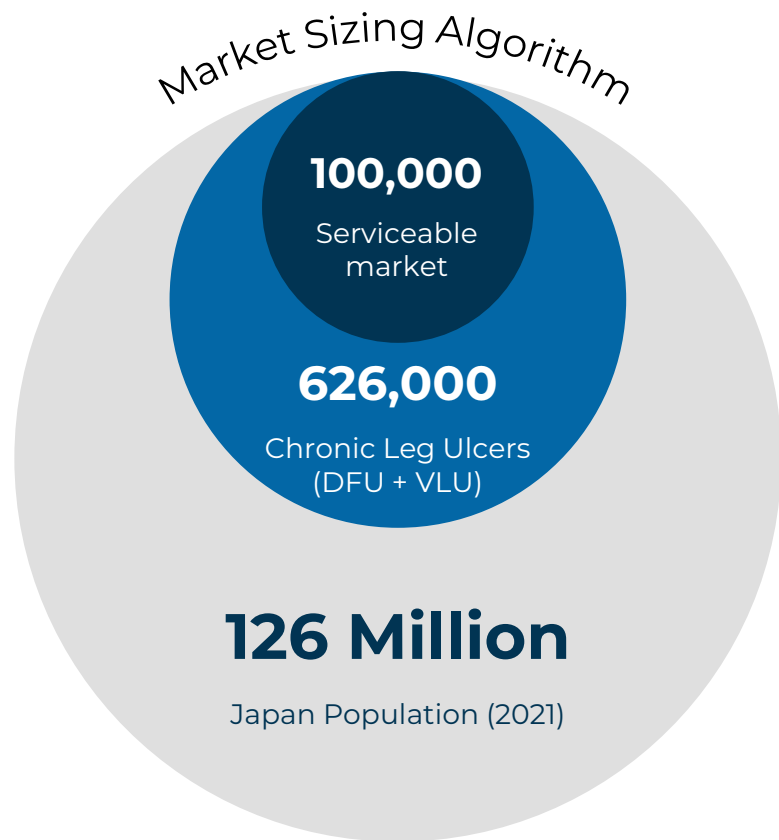 Market Sizing Algorithm
100,000
Serviceable
market
626,000
Chronic Leg Ulcers
(DFU + VLU)
126 Million
Japan Population (2021)